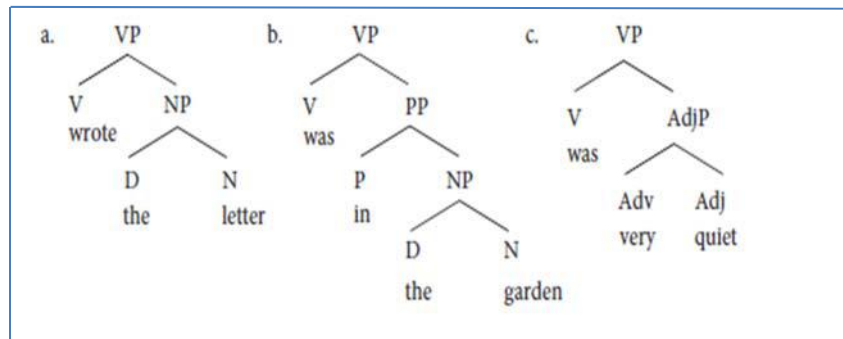 a. VP b. VP c. VP
V NP V PP V AdjP
wrote was was
D N P NP Adv Adj
the letter in very quiet
D N
the garden